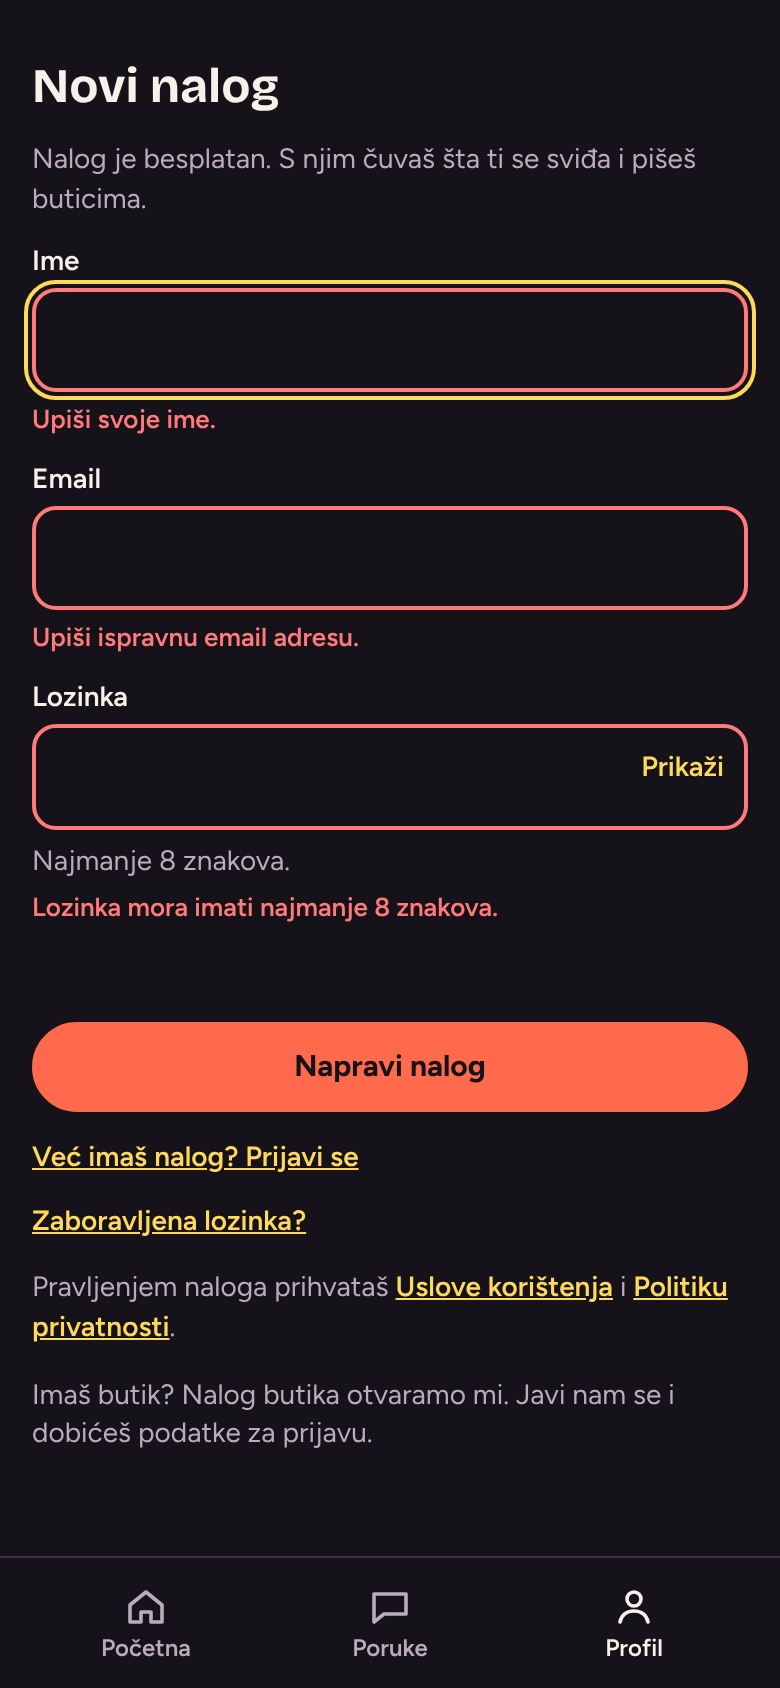 Novi nalog
Nalog je besplatan. S njim čuvaš šta ti se sviđa i pišeš
buticima.
Ime
Upiši svoje ime.
Email
Upiši ispravnu email adresu.
Lozinka
Prikaži
Najmanje 8 znakova.
Lozinka mora imati najmanje 8 znakova.
Napravi nalog
Već imaš nalog? Prijavi se
Zaboravljena lozinka?
Pravljenjem naloga prihvataš Uslove korištenja i Politiku
privatnosti.
Imaš butik? Nalog butika otvaramo mi. Javi nam se i
dobićeš podatke za prijavu.
Početna
Poruke
Profil